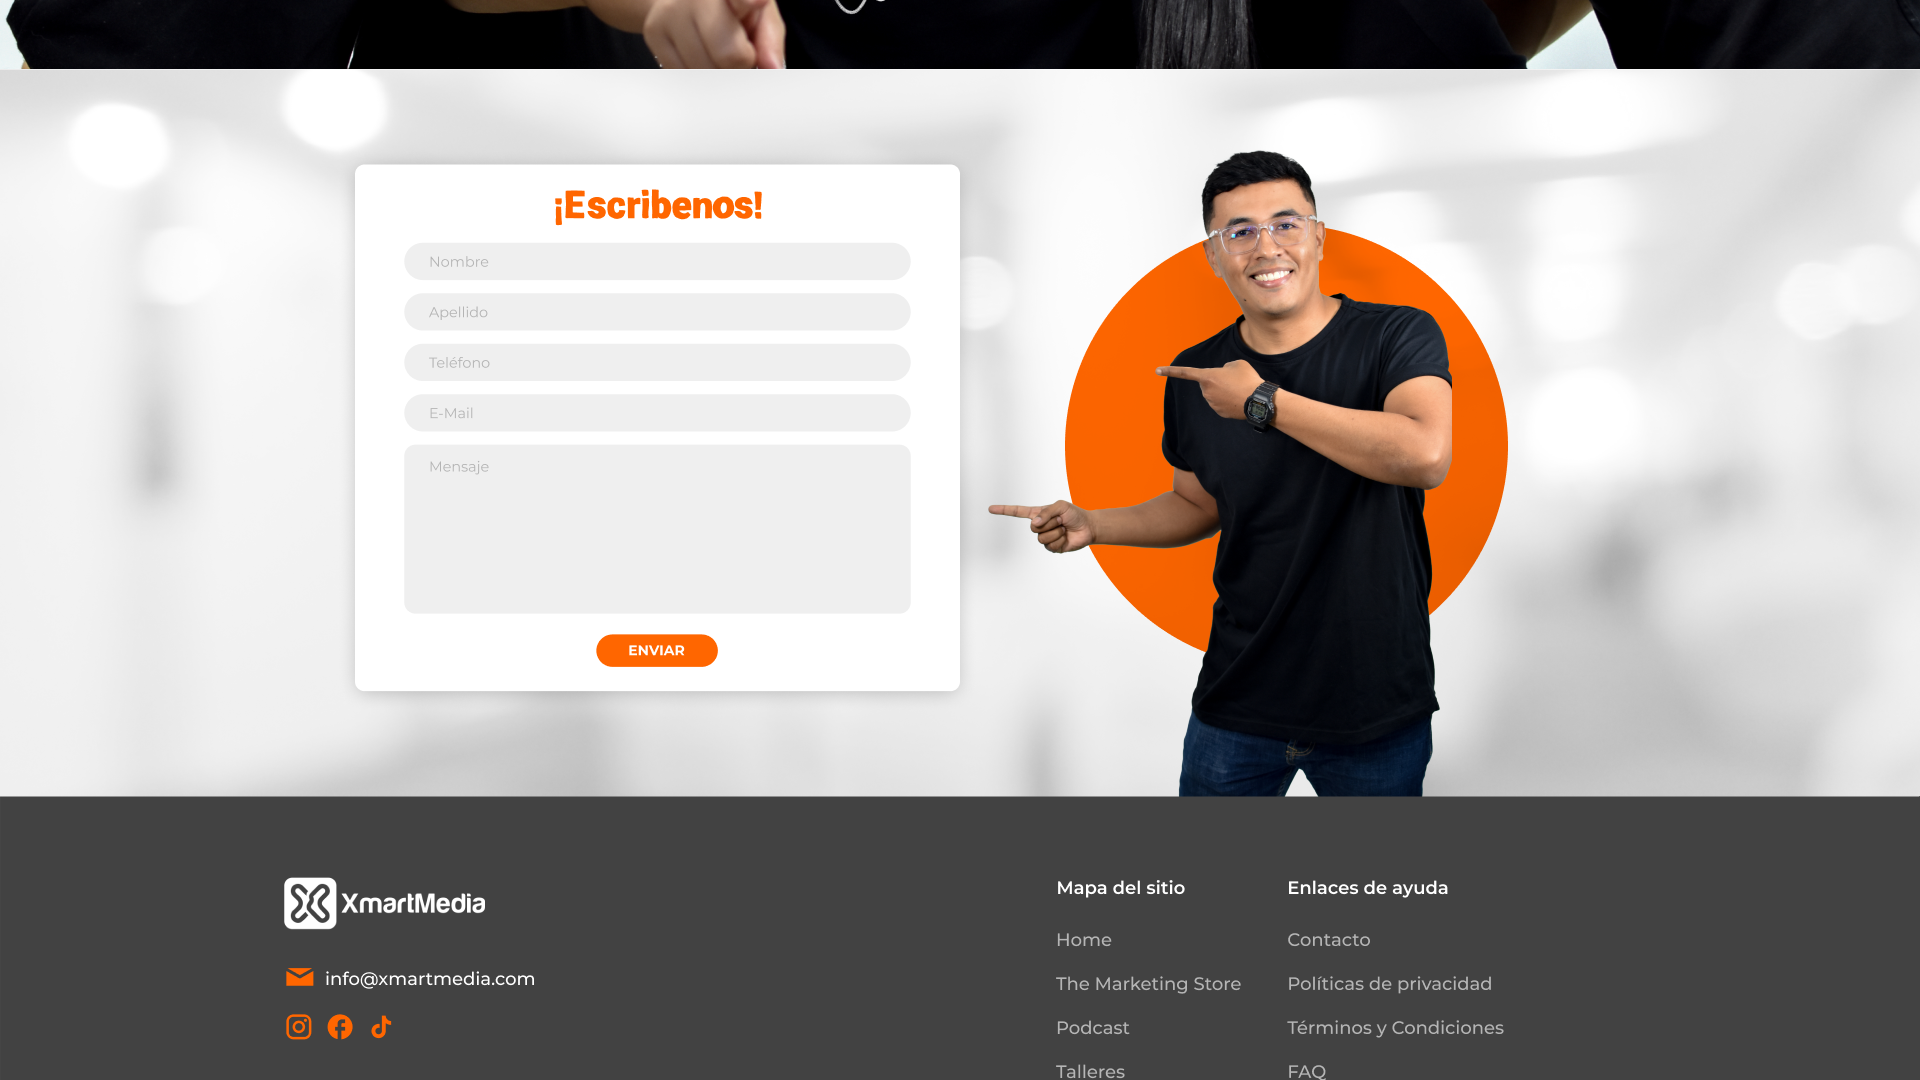 ¡Escribenos!
Nombre
Apellido
Teléfono
E-Mail
Mensaje
ENVIAR
XmartMedia
info@xmartmedia.com
Mapa del sitio
Home
The Marketing Store
Podcast
Talleres
Enlaces de ayuda
Contacto
Políticas de privacidad
Términos y Condiciones
FAQ